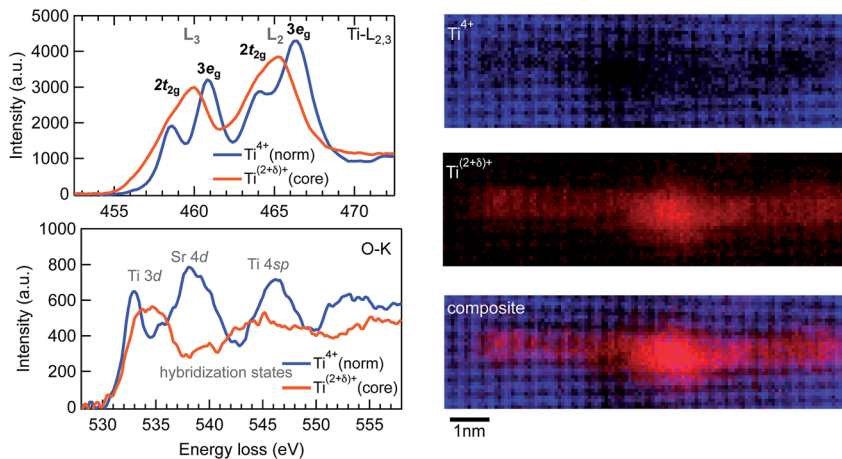 5000
4000
3000
2000
1000
0
Intensity (a.u.)
L3
L2
Ti-L2,3
2t2g
3eg
2t2g
3eg
Ti4+(norm)
Ti(2+δ)+(core)
455
460
465
470
1000
800
600
400
200
0
Intensity (a.u.)
O-K
Ti 3d
Sr 4d
Ti 4sp
hybridization states
Ti4+(norm)
Ti(2+δ)+(core)
530
535
540
545
550
555
Energy loss (eV)
Ti4+
Ti(2+δ)+
composite
1nm